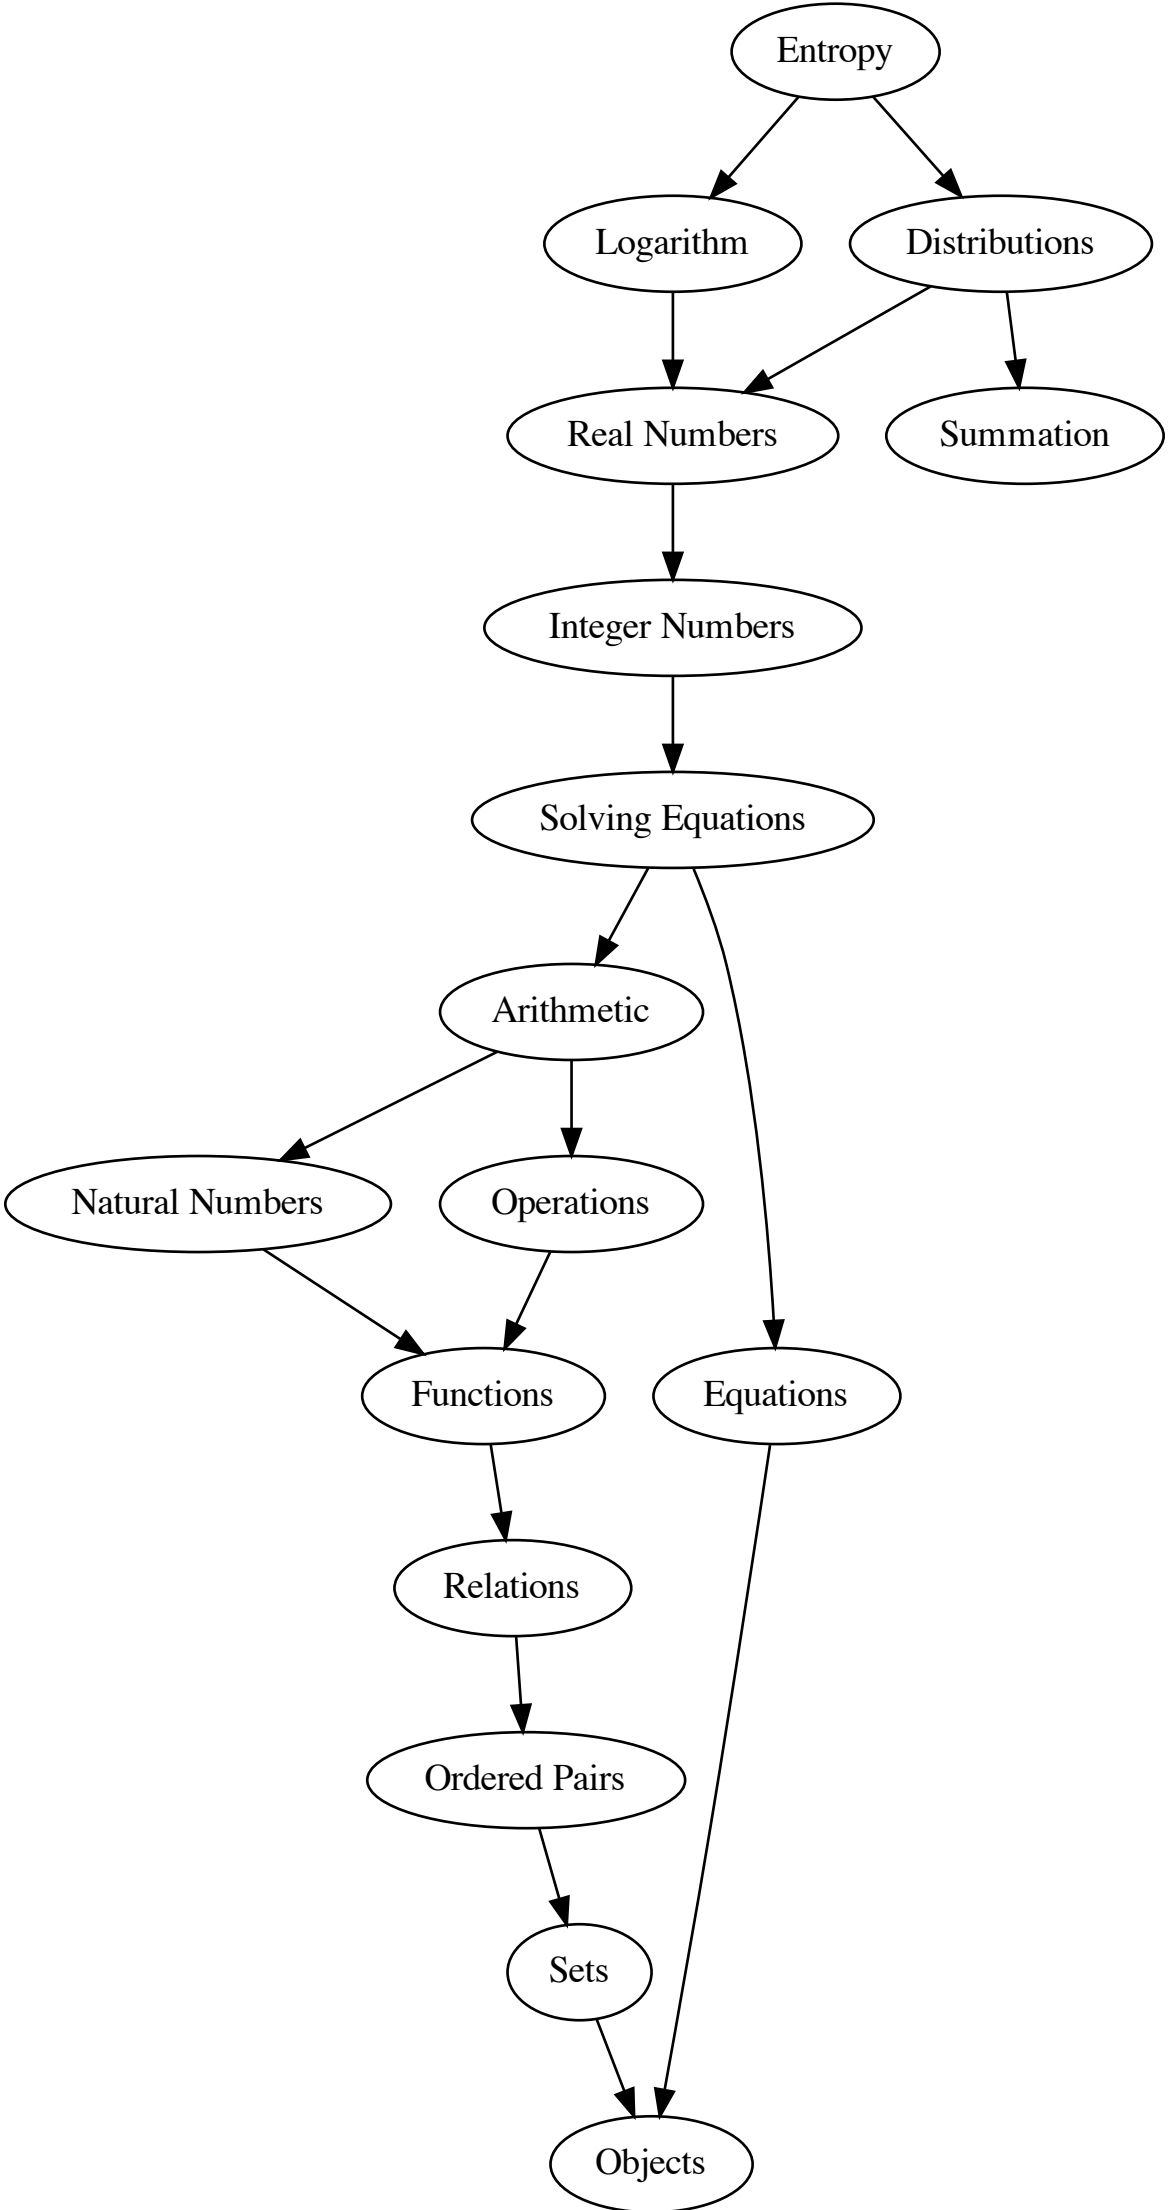 Entropy
Logarithm
Distributions
Real Numbers
Summation
Integer Numbers
Solving Equations
Arithmetic
Natural Numbers
Operations
Functions
Equations
Relations
Ordered Pairs
Sets
Objects